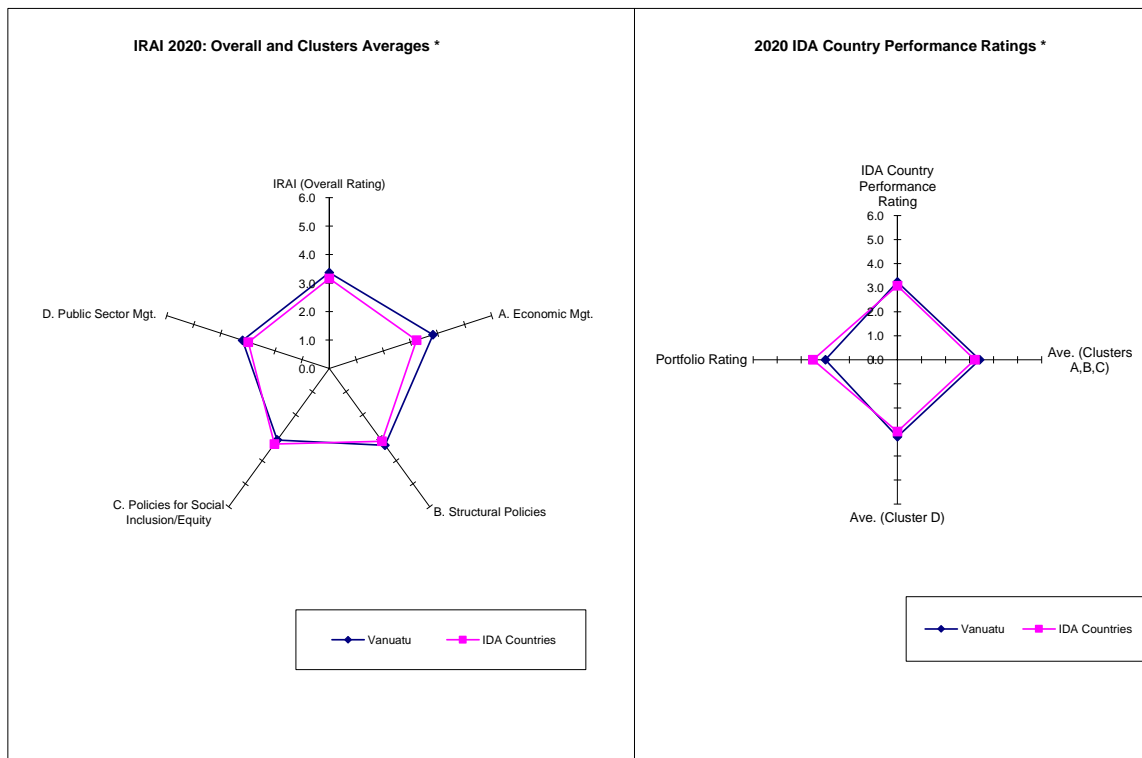 IRAI 2020: Overall and Clusters Averages *
IRAI (Overall Rating)
6.0
5.0
4.0
3.0
2.0
1.0
0.0
A. Economic Mgt.
B. Structural Policies
C. Policies for Social
Inclusion/Equity
D. Public Sector Mgt.
Vanuatu
IDA Countries
2020 IDA Country Performance Ratings *
IDA Country
Performance
Rating
6.0
5.0
4.0
3.0
2.0
1.0
0.0
Ave. (Clusters
A,B,C)
Ave. (Cluster D)
Portfolio Rating
Vanuatu
IDA Countries